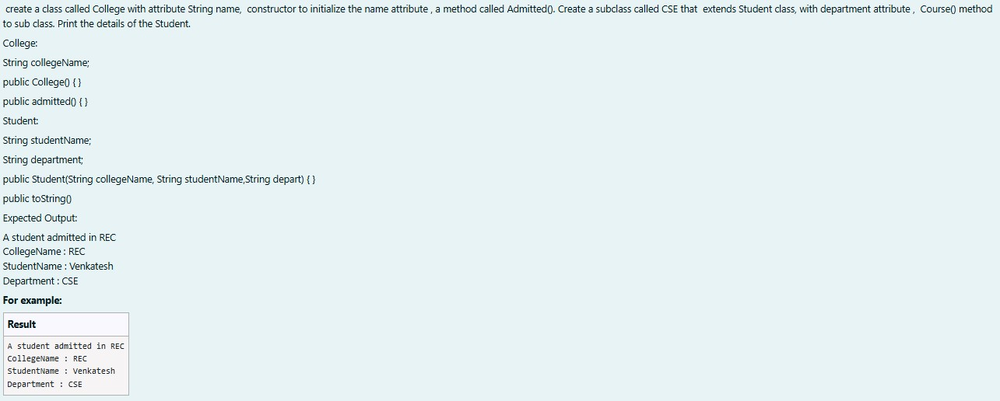 create a class called College with attribute String name, constructor to initialize the name attribute , a method called Admitted(). Create a subclass called CSE that extends Student class, with department attribute , Course() method
to sub class. Print the details of the Student.
College:
String collegeName;
public College() { }
public admitted() { }
Student:
String studentName;
String department;
public Student(String collegeName, String studentName,String depart) { }
public toString()
Expected Output:
A student admitted in REC
CollegeName : REC
StudentName : Venkatesh
Department : CSE
For example:
Result
A student admitted in REC
CollegeName : REC
StudentName : Venkatesh
Department : CSE